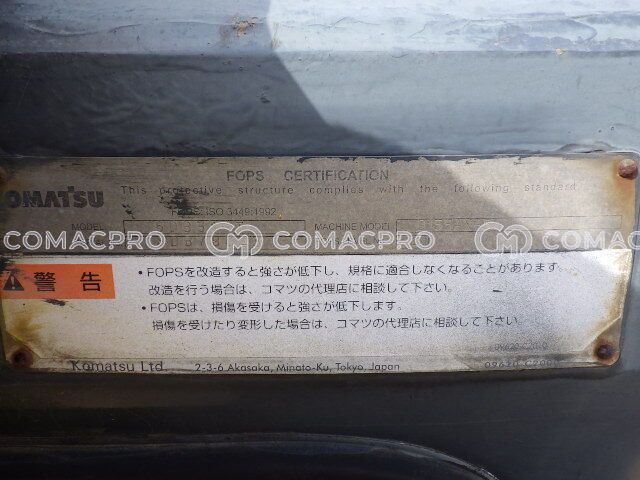 FOPS CERTIFICATION
KOMATSU
This protective structure complies with the following standard
FOPS: ISO 3449:1992
MODEL
MACHINE MODEL
COMACPRO COMACPRO COMACPRO
警告
・FOPSを改造すると強さが低下し、規格に適合しなくなることがあります。
改造を行う場合は、コマツの代理店に相談して下さい。
・FOPSは、損傷を受けると強さが低下します。
損傷を受けたり変形した場合は、コマツの代理店に相談して下さい。
Komatsu Ltd. 2-3-6 Akasaka, Minato-Ku, Tokyo, Japan